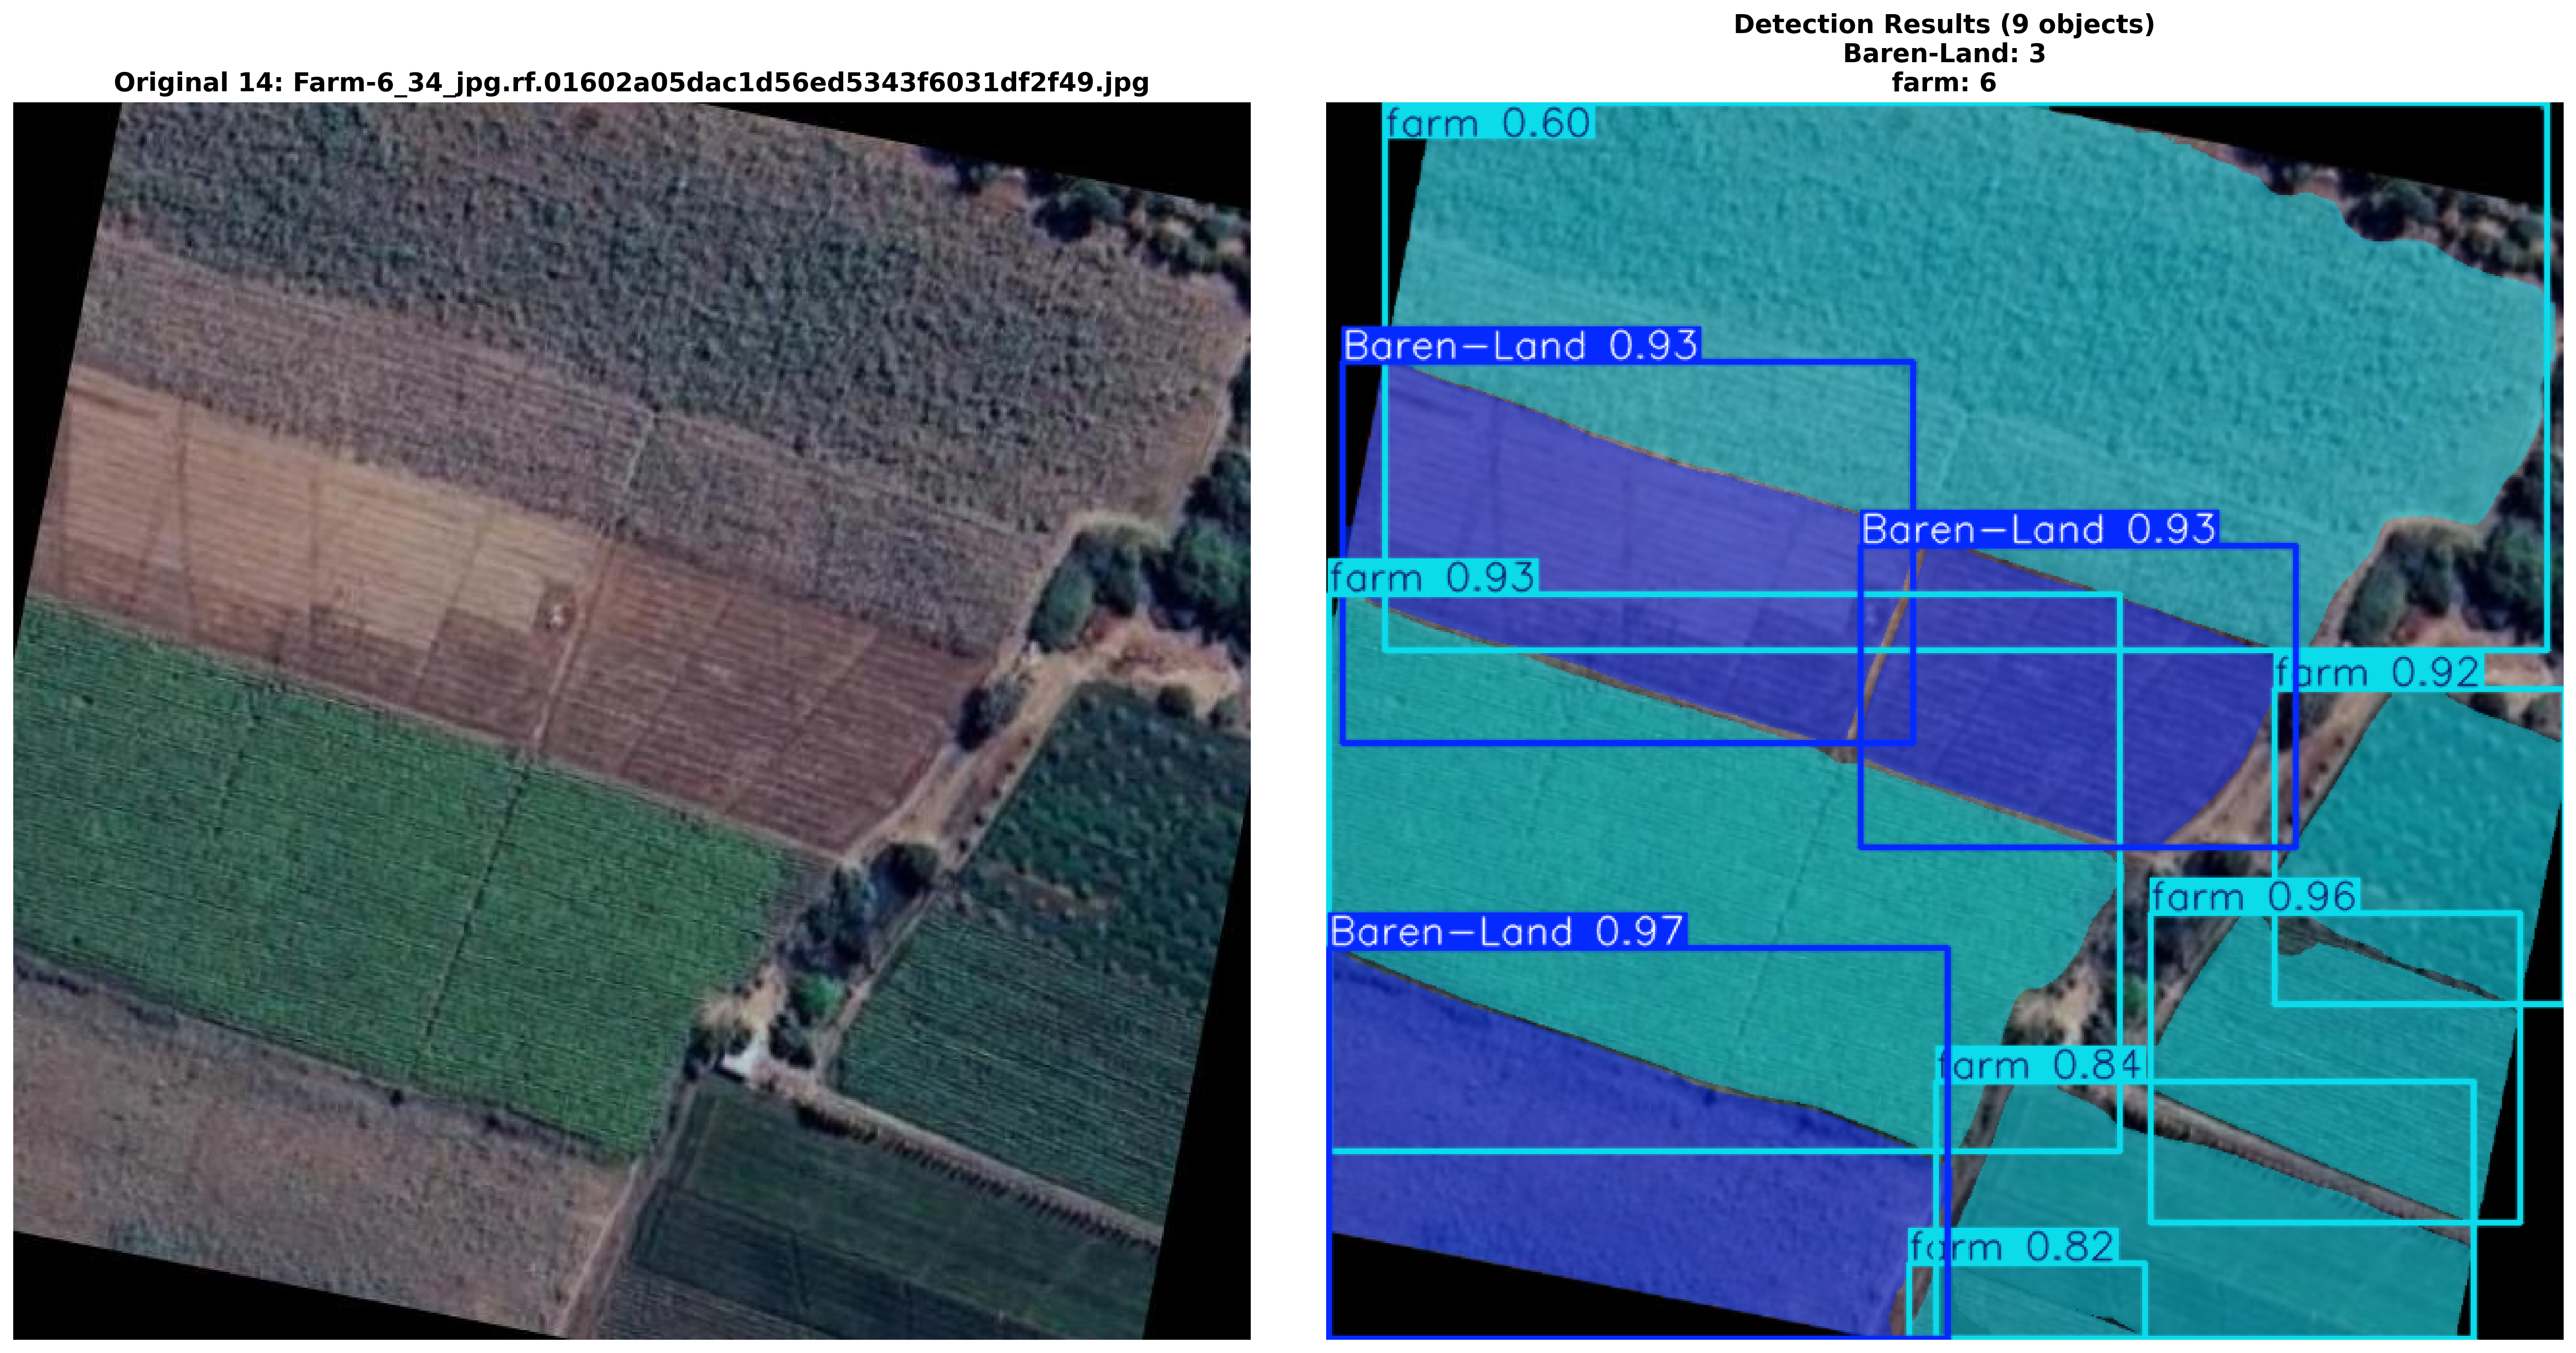 Original 14: Farm-6_34_jpg.rf.01602a05dac1d56ed5343f6031df2f49.jpg
Detection Results (9 objects)
Baren-Land: 3
farm: 6
farm 0.60
Baren-Land 0.93
Baren-Land 0.93
farm 0.93
farm 0.92
farm 0.96
Baren-Land 0.97
farm 0.84
farm 0.82